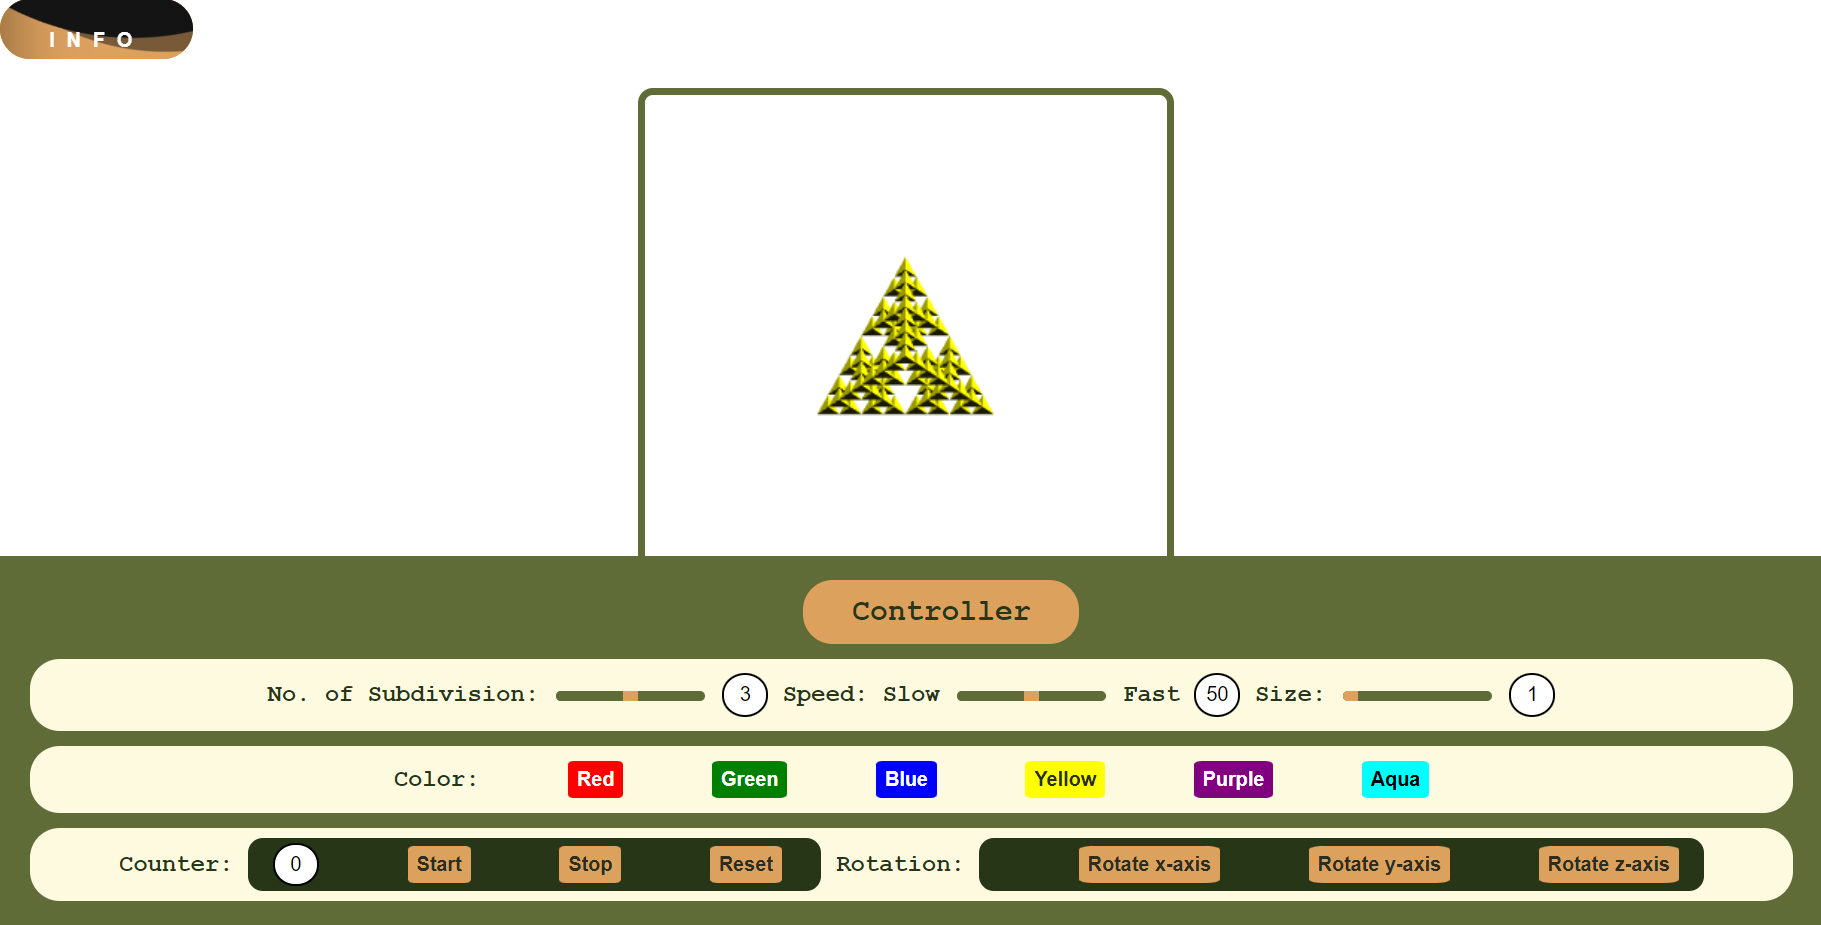 INFO
Controller
No. of Subdivision: 3 Speed: Slow Fast 50 Size: 1
Color: Red Green Blue Yellow Purple Aqua
Counter: 0 Start Stop Reset Rotation: Rotate x-axis Rotate y-axis Rotate z-axis